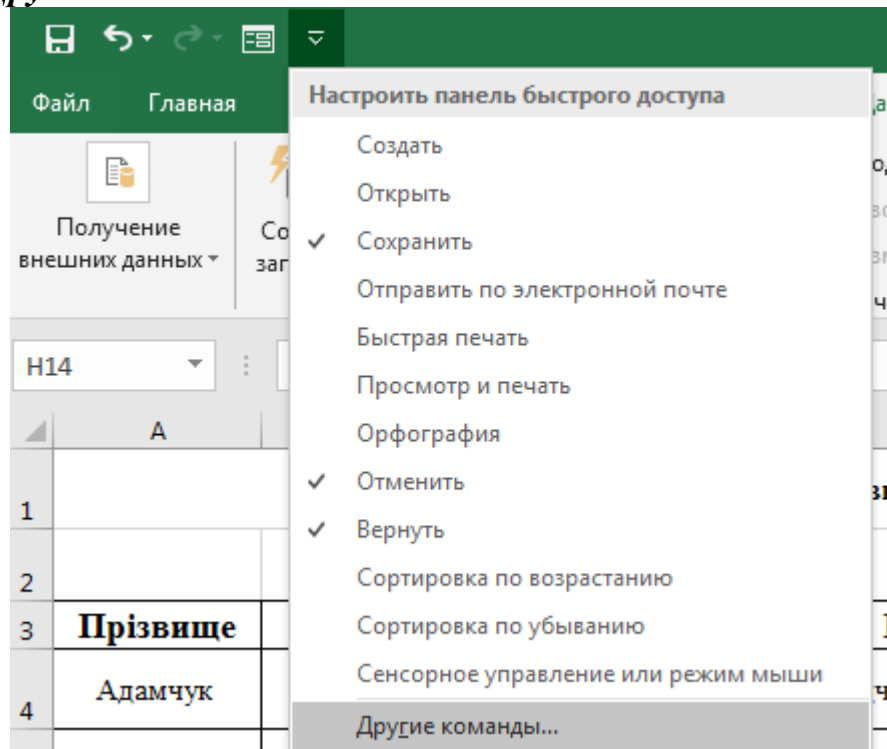 Файл Главная
Настроить панель быстрого доступа
Создать
Открыть
Сохранить
Отправить по электронной почте
Быстрая печать
Просмотр и печать
Орфография
Отменить
Вернуть
Сортировка по возрастанию
Сортировка по убыванию
Сенсорное управление или режим мыши
Другие команды...
Получение
внешних данных
H14
A
1
2
3 Прізвище
4 Адамчук